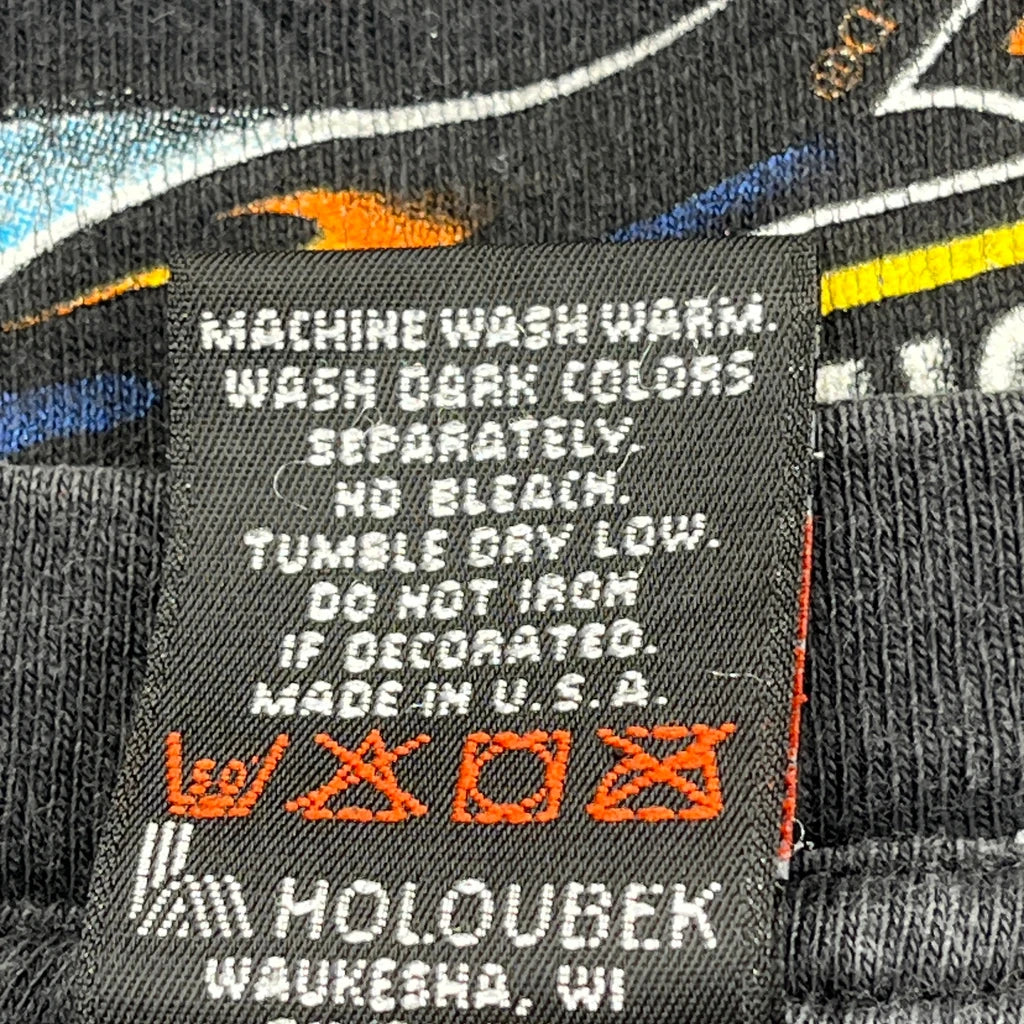 MACHINE WASH WARM.
WASH DARK COLORS
SEPARATELY.
NO BLEACH.
TUMBLE DRY LOW.
DO NOT IRON
IF DECORATED.
MADE IN U.S.A.
50°
HOLOUBEK
WAUKESHA, WI